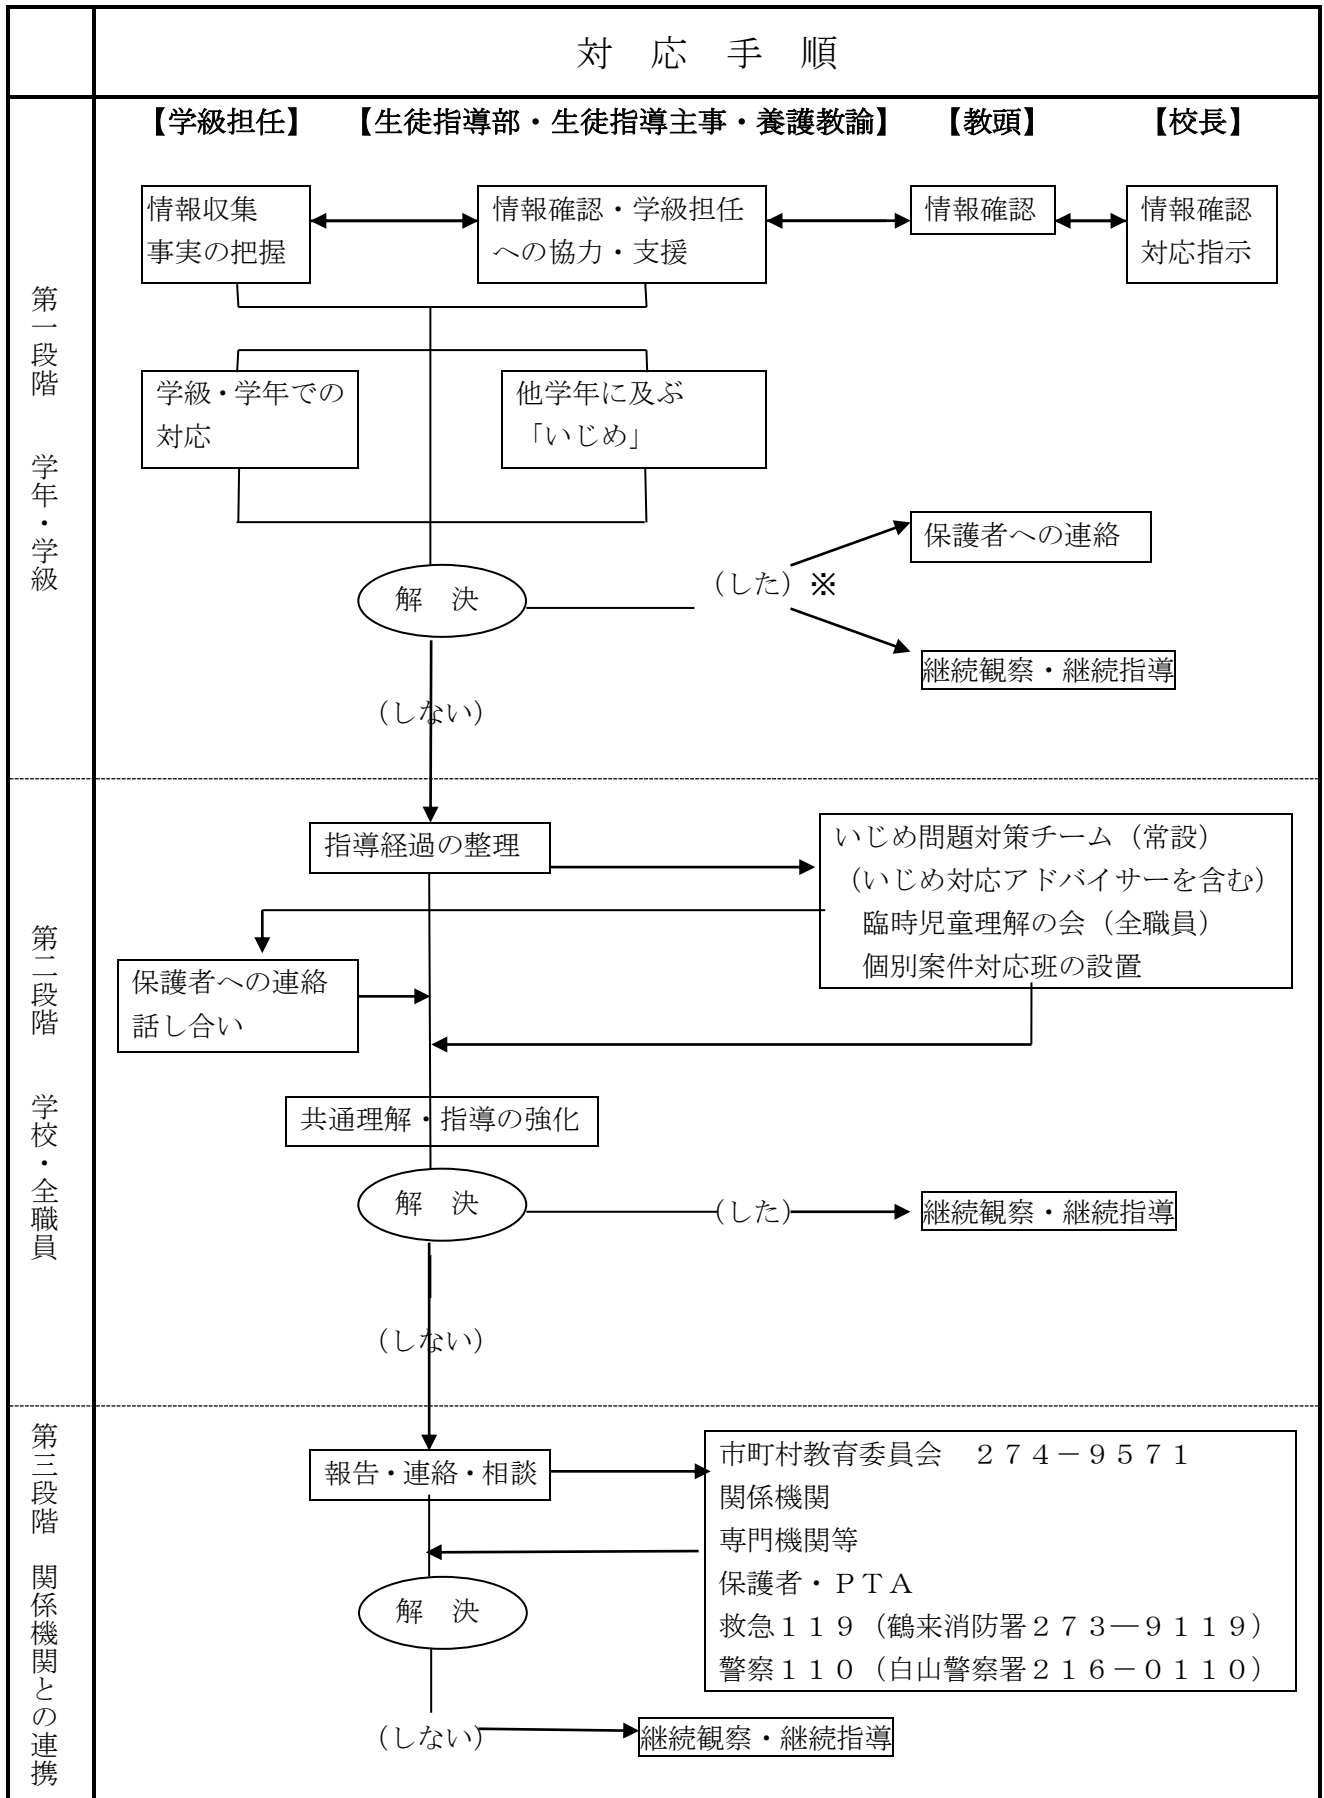 対　応　手　順
【学級担任】
【生徒指導部・生徒指導主事・養護教諭】
【教頭】
【校長】
第一段階　学年・学級
情報収集
事実の把握
情報確認・学級担任
への協力・支援
情報確認
情報確認
対応指示
学級・学年での
対応
他学年に及ぶ
「いじめ」
解　決
（した）※
保護者への連絡
継続観察・継続指導
（しない）
第二段階　学校・全職員
指導経過の整理
いじめ問題対策チーム（常設）
（いじめ対応アドバイサーを含む）
臨時児童理解の会（全職員）
個別案件対応班の設置
保護者への連絡
話し合い
共通理解・指導の強化
解　決
（した）
継続観察・継続指導
（しない）
第三段階　関係機関との連携
報告・連絡・相談
市町村教育委員会　２７４－９５７１
関係機関
専門機関等
保護者・ＰＴＡ
救急１１９（鶴来消防署２７３―９１１９）
警察１１０（白山警察署２１６－０１１０）
解　決
（しない）
継続観察・継続指導